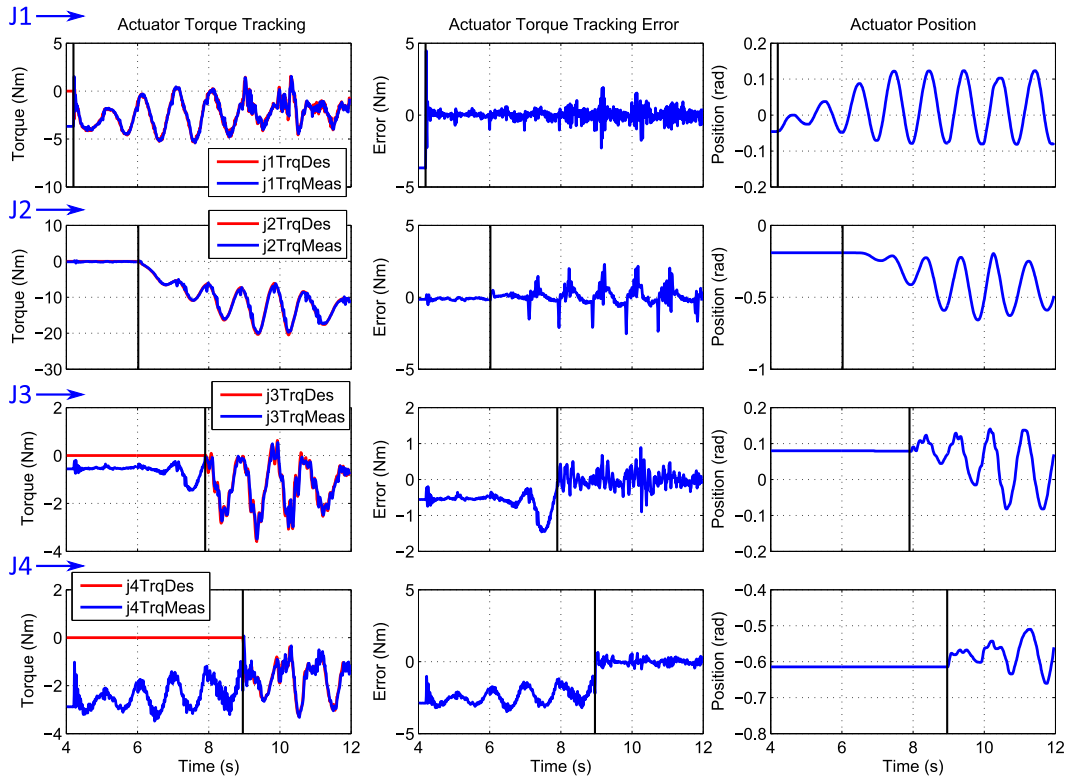 J1
Actuator Torque Tracking
Actuator Torque Tracking Error
Actuator Position
Torque (Nm)
5
0
−5
−10
j1TrqDes
j1TrqMeas
Error (Nm)
5
0
−5
Position (rad)
0.2
0.1
0
−0.1
−0.2
J2
Torque (Nm)
10
0
−10
−20
−30
j2TrqDes
j2TrqMeas
Error (Nm)
5
0
−5
Position (rad)
0
−0.5
−1
J3
Torque (Nm)
2
0
−2
−4
j3TrqDes
j3TrqMeas
Error (Nm)
2
1
0
−1
−2
Position (rad)
0.2
0.1
0
−0.1
−0.2
J4
Torque (Nm)
2
0
−2
−4
j4TrqDes
j4TrqMeas
Error (Nm)
5
0
−5
Position (rad)
−0.4
−0.5
−0.6
−0.7
−0.8
4 6 8 10 12
4 6 8 10 12
4 6 8 10 12
Time (s)
Time (s)
Time (s)